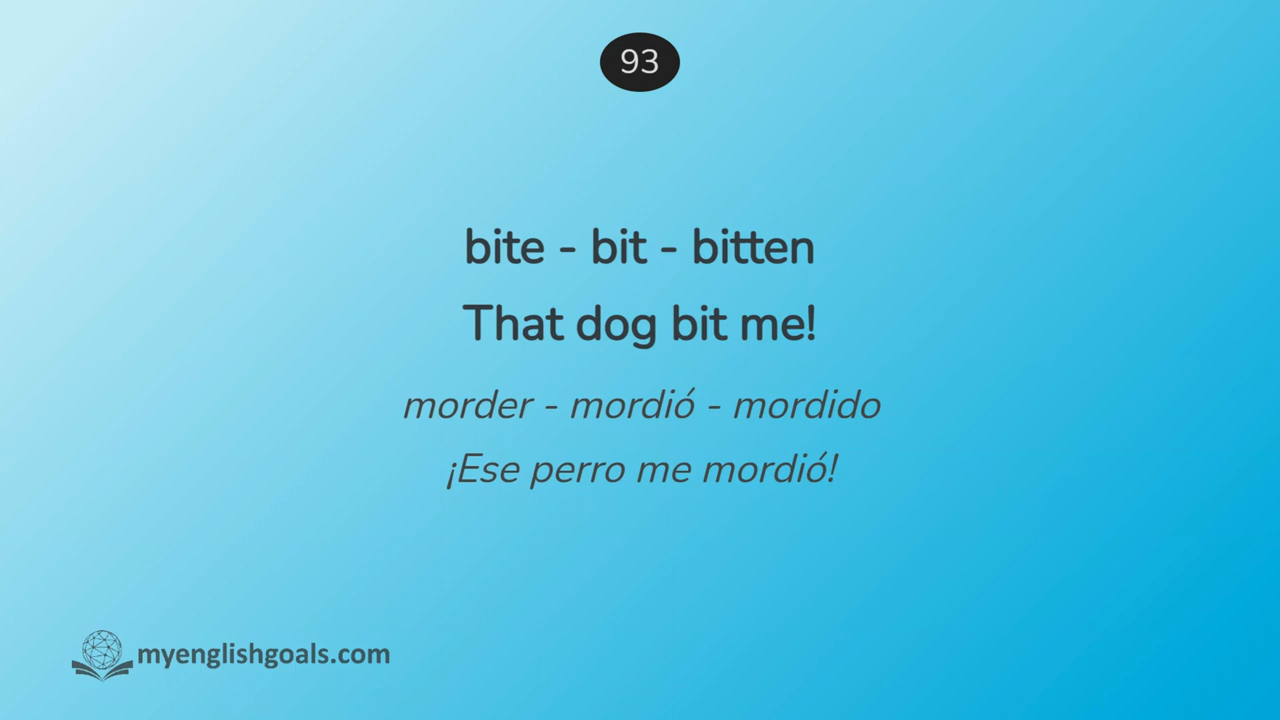 93
bite - bit - bitten
That dog bit me!
morder - mordió - mordido
¡Ese perro me mordió!
myenglishgoals.com